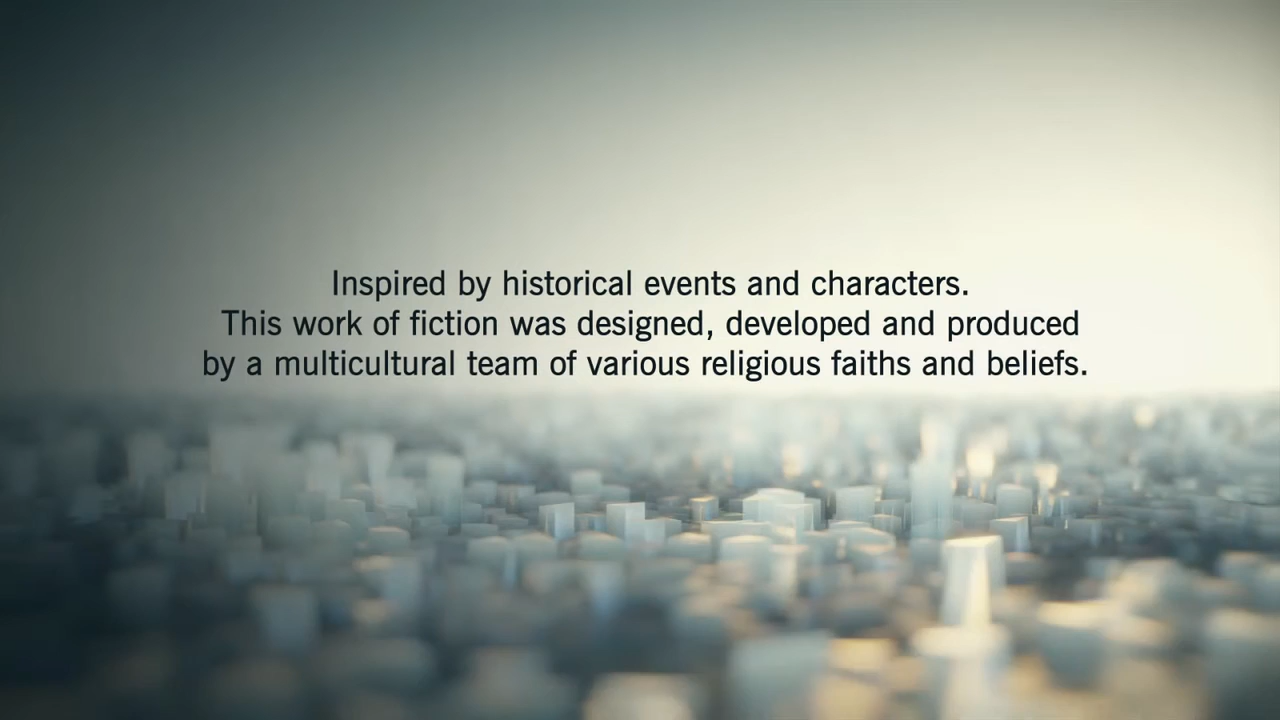 Inspired by historical events and characters.
This work of fiction was designed, developed and produced
by a multicultural team of various religious faiths and beliefs.